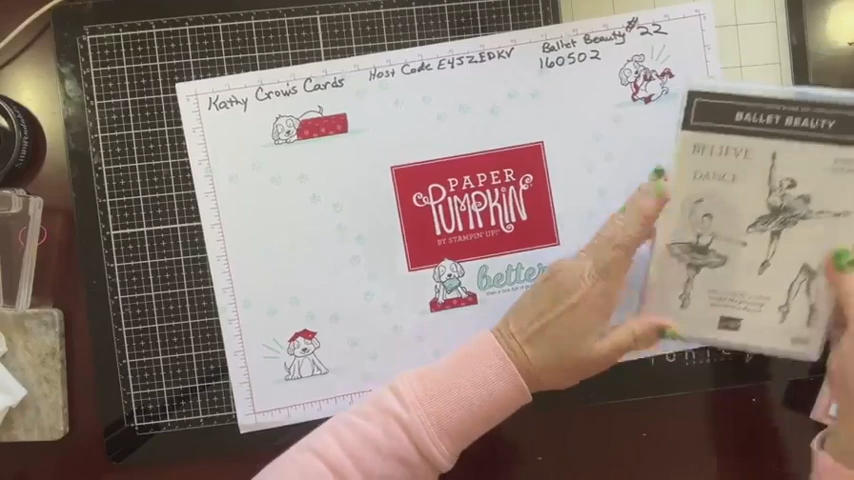 Kathy Crows Cards
Host Code E4JZEDKV
Ballet Beauty #22
160502
PAPER
PUMPKIN
BY STAMPIN' UP!
better
BALLET BEAUTY
BELIEVE
DANCE